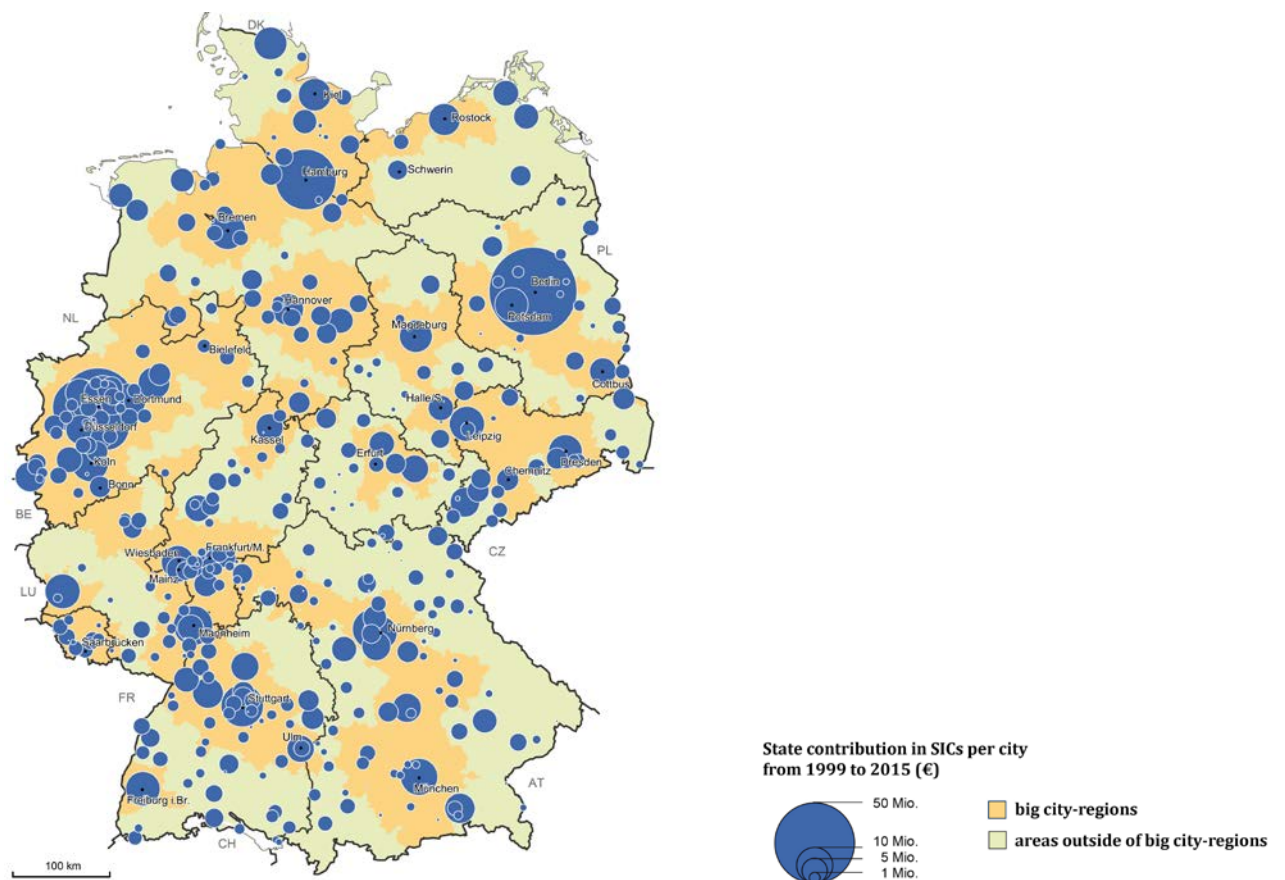 DK
Kiel
Rostock
Hamburg
Schwerin
Bremen
PL
Berlin
Potsdam
Hannover
NL
Magdeburg
Bielefeld
Cottbus
Essen
Dortmund
Halle/S.
Düsseldorf
Leipzig
Kassel
Köln
Erfurt
Dresden
Chemnitz
Bonn
BE
Wiesbaden
Frankfurt/M.
CZ
Mainz
LU
Mannheim
Nürnberg
Saarbrücken
FR
Stuttgart
Ulm
München
AT
Freiburg i.Br.
CH
100 km
State contribution in SICs per city
from 1999 to 2015 (€)
50 Mio.
10 Mio.
5 Mio.
1 Mio.
big city-regions
areas outside of big city-regions